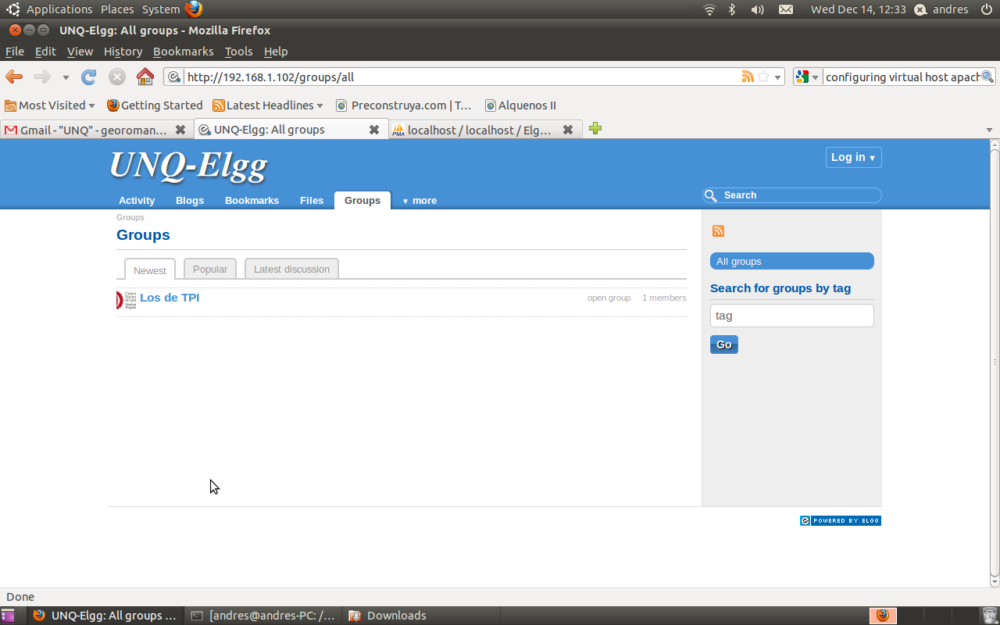 Applications Places System Wed Dec 14, 12:33 andres
UNQ-Elgg: All groups - Mozilla Firefox
File Edit View History Bookmarks Tools Help
http://192.168.1.102/groups/all configuring virtual host apach
Most Visited Getting Started Latest Headlines Preconstruya.com | T... Alquenos II
Gmail - "UNQ" - georoman... UNQ-Elgg: All groups PMA localhost / localhost / Elg...
UNQ-Elgg Log in ▼
Activity Blogs Bookmarks Files Groups ▼ more Search
Groups
Groups
Newest Popular Latest discussion
All groups
Search for groups by tag
tag
Go
Los de TPI open group 1 members
POWERED BY ELGG
Done
UNQ-Elgg: All groups ... [andres@andres-PC: /... Downloads